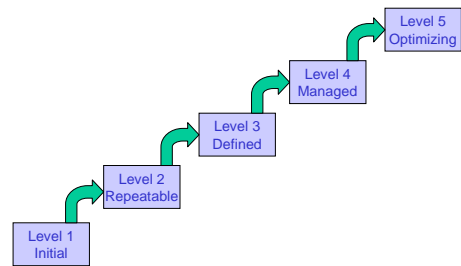 Level 5
Optimizing
Level 4
Managed
Level 3
Defined
Level 2
Repeatable
Level 1
Initial